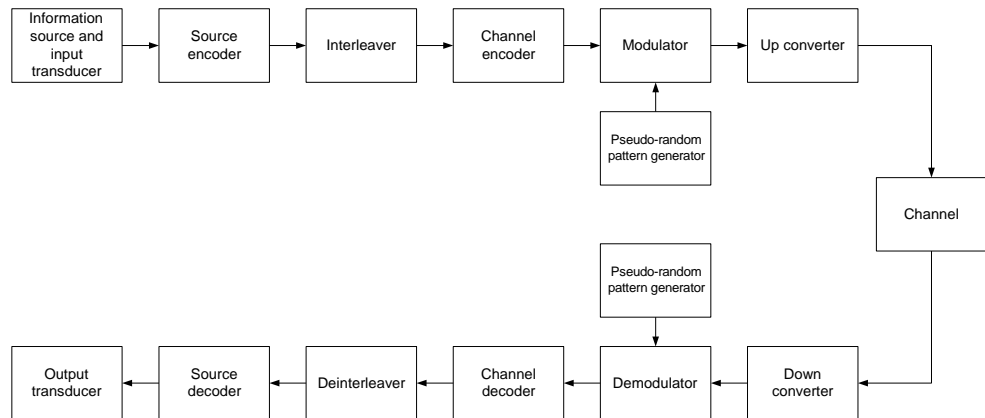 Information
source and
input
transducer
Source
encoder
Interleaver
Channel
encoder
Modulator
Up converter
Pseudo-random
pattern generator
Channel
Pseudo-random
pattern generator
Output
transducer
Source
decoder
Deinterleaver
Channel
decoder
Demodulator
Down
converter